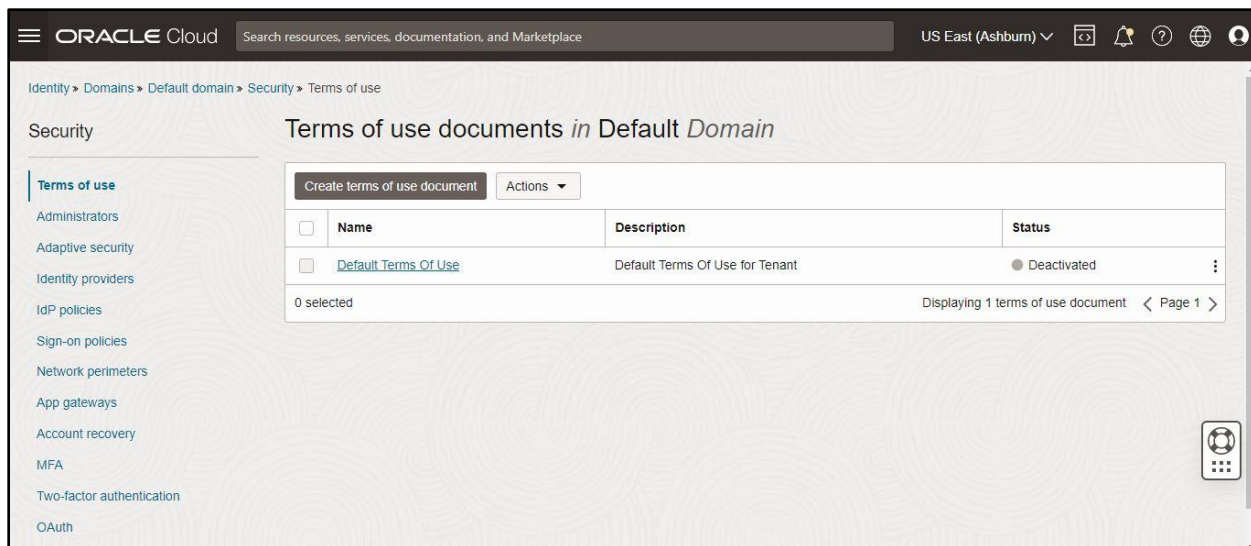 ORACLE Cloud
Search resources, services, documentation, and Marketplace
US East (Ashburn)
Identity » Domains » Default domain » Security » Terms of use
Security
Terms of use
Administrators
Adaptive security
Identity providers
IdP policies
Sign-on policies
Network perimeters
App gateways
Account recovery
MFA
Two-factor authentication
OAuth
Terms of use documents in Default Domain
Create terms of use document Actions
Name Description Status
Default Terms Of Use Default Terms Of Use for Tenant Deactivated
0 selected Displaying 1 terms of use document Page 1